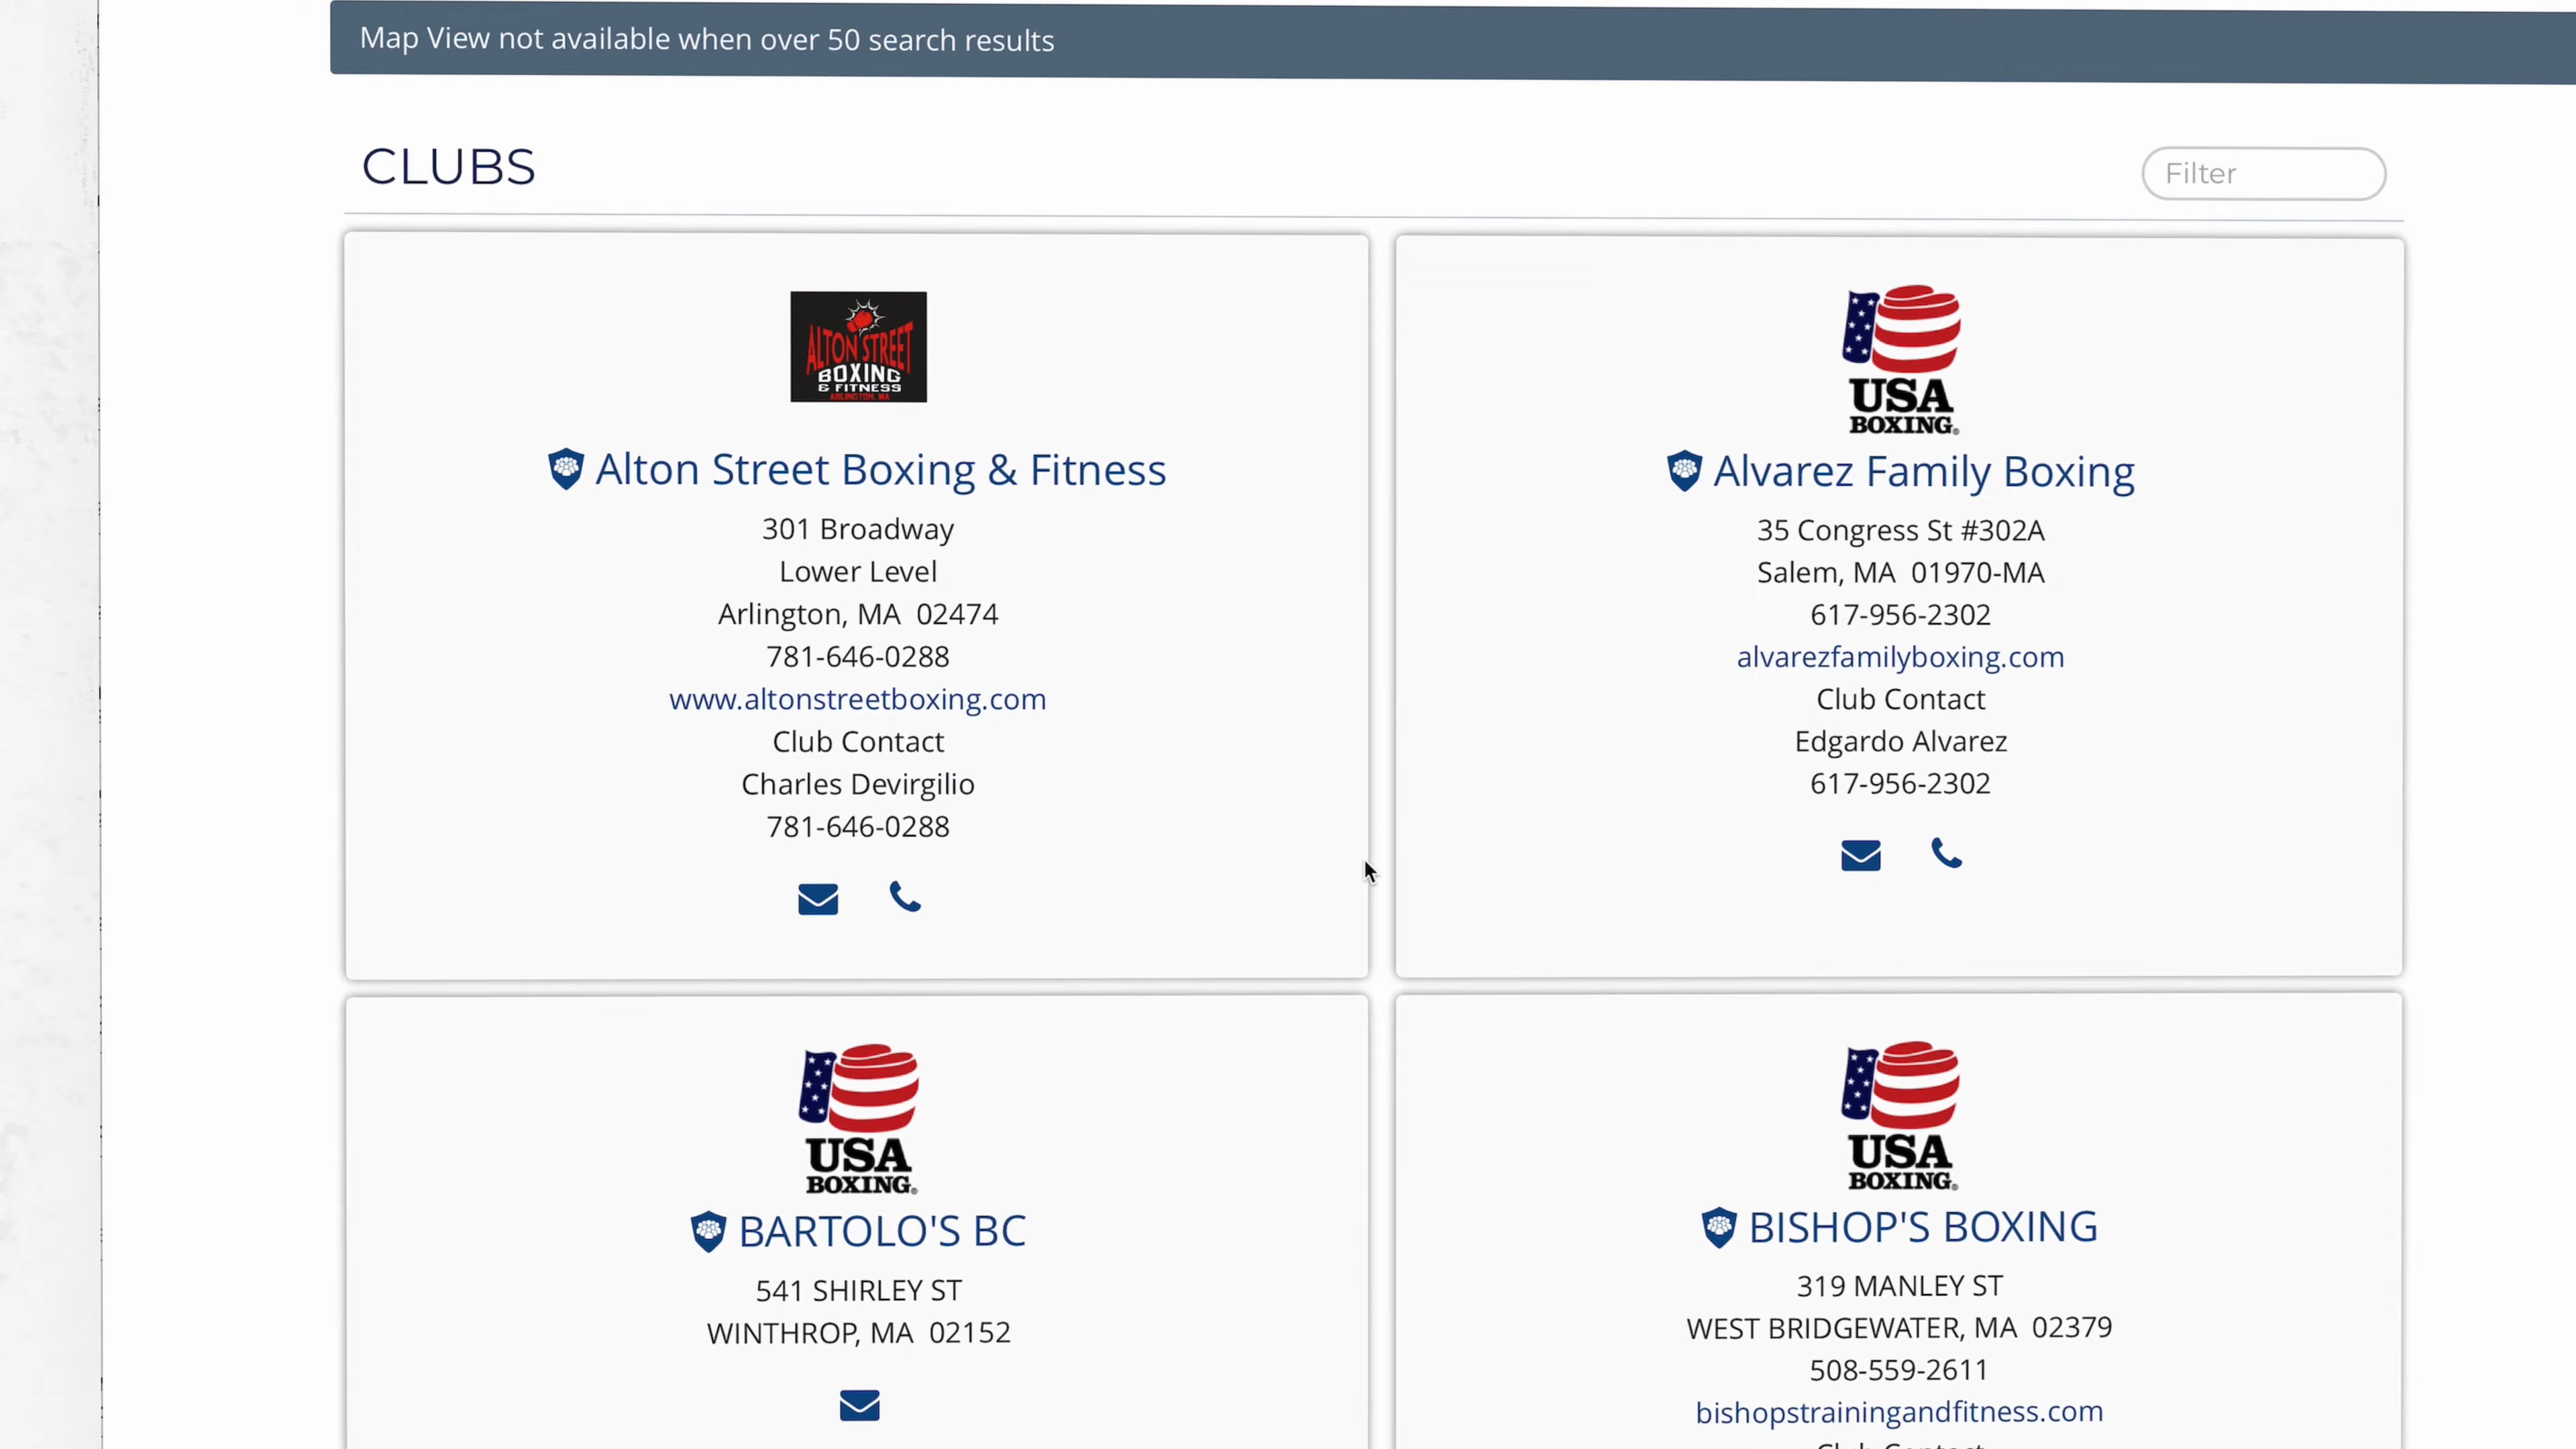 Map View not available when over 50 search results
CLUBS
Filter
ALTON STREET
BOXING
& FITNESS
ARLINGTON, MA
Alton Street Boxing & Fitness
301 Broadway
Lower Level
Arlington, MA 02474
781-646-0288
www.altonstreetboxing.com
Club Contact
Charles Devirgilio
781-646-0288
USA
BOXING®
Alvarez Family Boxing
35 Congress St #302A
Salem, MA 01970-MA
617-956-2302
alvarezfamilyboxing.com
Club Contact
Edgardo Alvarez
617-956-2302
USA
BOXING®
BARTOLO'S BC
541 SHIRLEY ST
WINTHROP, MA 02152
USA
BOXING®
BISHOP'S BOXING
319 MANLEY ST
WEST BRIDGEWATER, MA 02379
508-559-2611
bishopstrainingandfitness.com
Club Contact